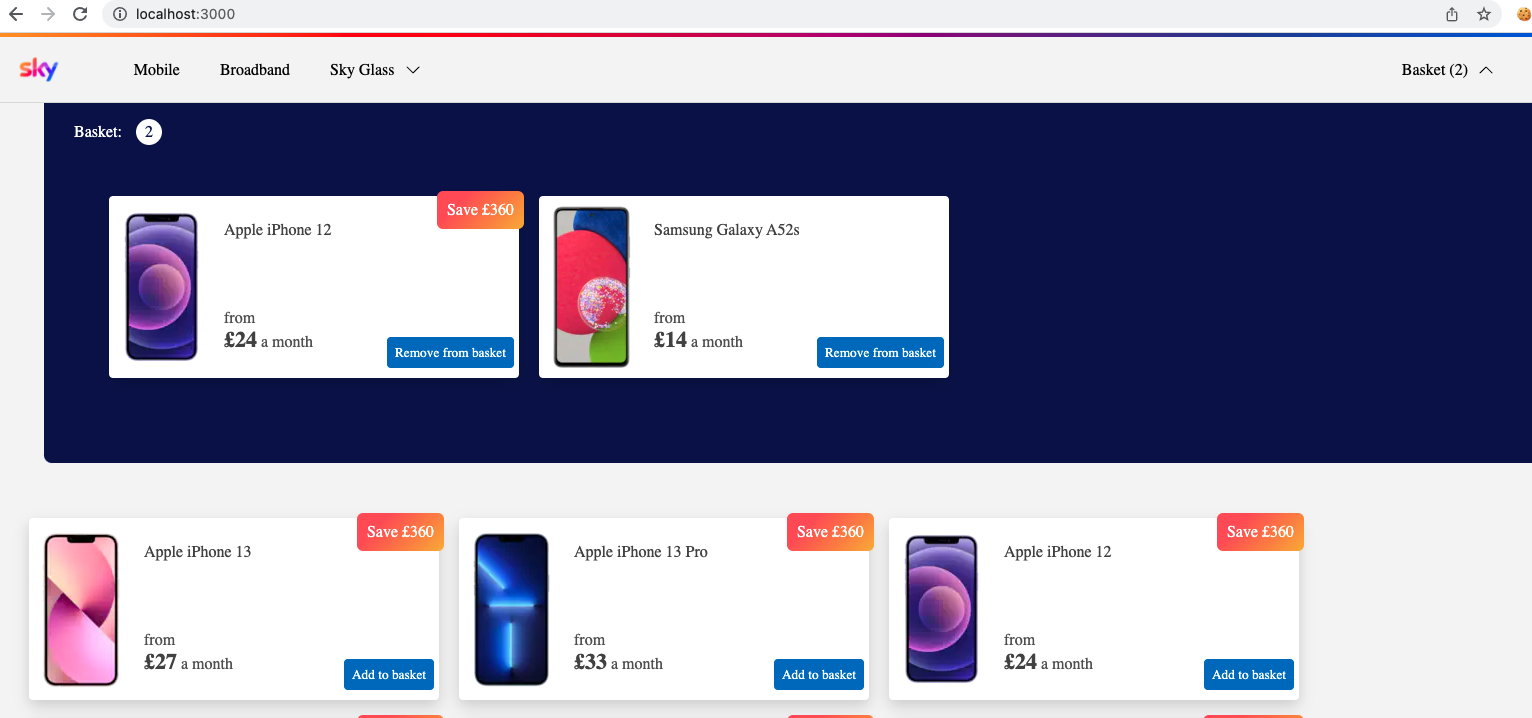 localhost:3000
sky
Mobile
Broadband
Sky Glass
Basket (2)
Basket: 2
Save £360
Apple iPhone 12
from
£24 a month
Remove from basket
Samsung Galaxy A52s
from
£14 a month
Remove from basket
Save £360
Apple iPhone 13
from
£27 a month
Add to basket
Save £360
Apple iPhone 13 Pro
from
£33 a month
Add to basket
Save £360
Apple iPhone 12
from
£24 a month
Add to basket